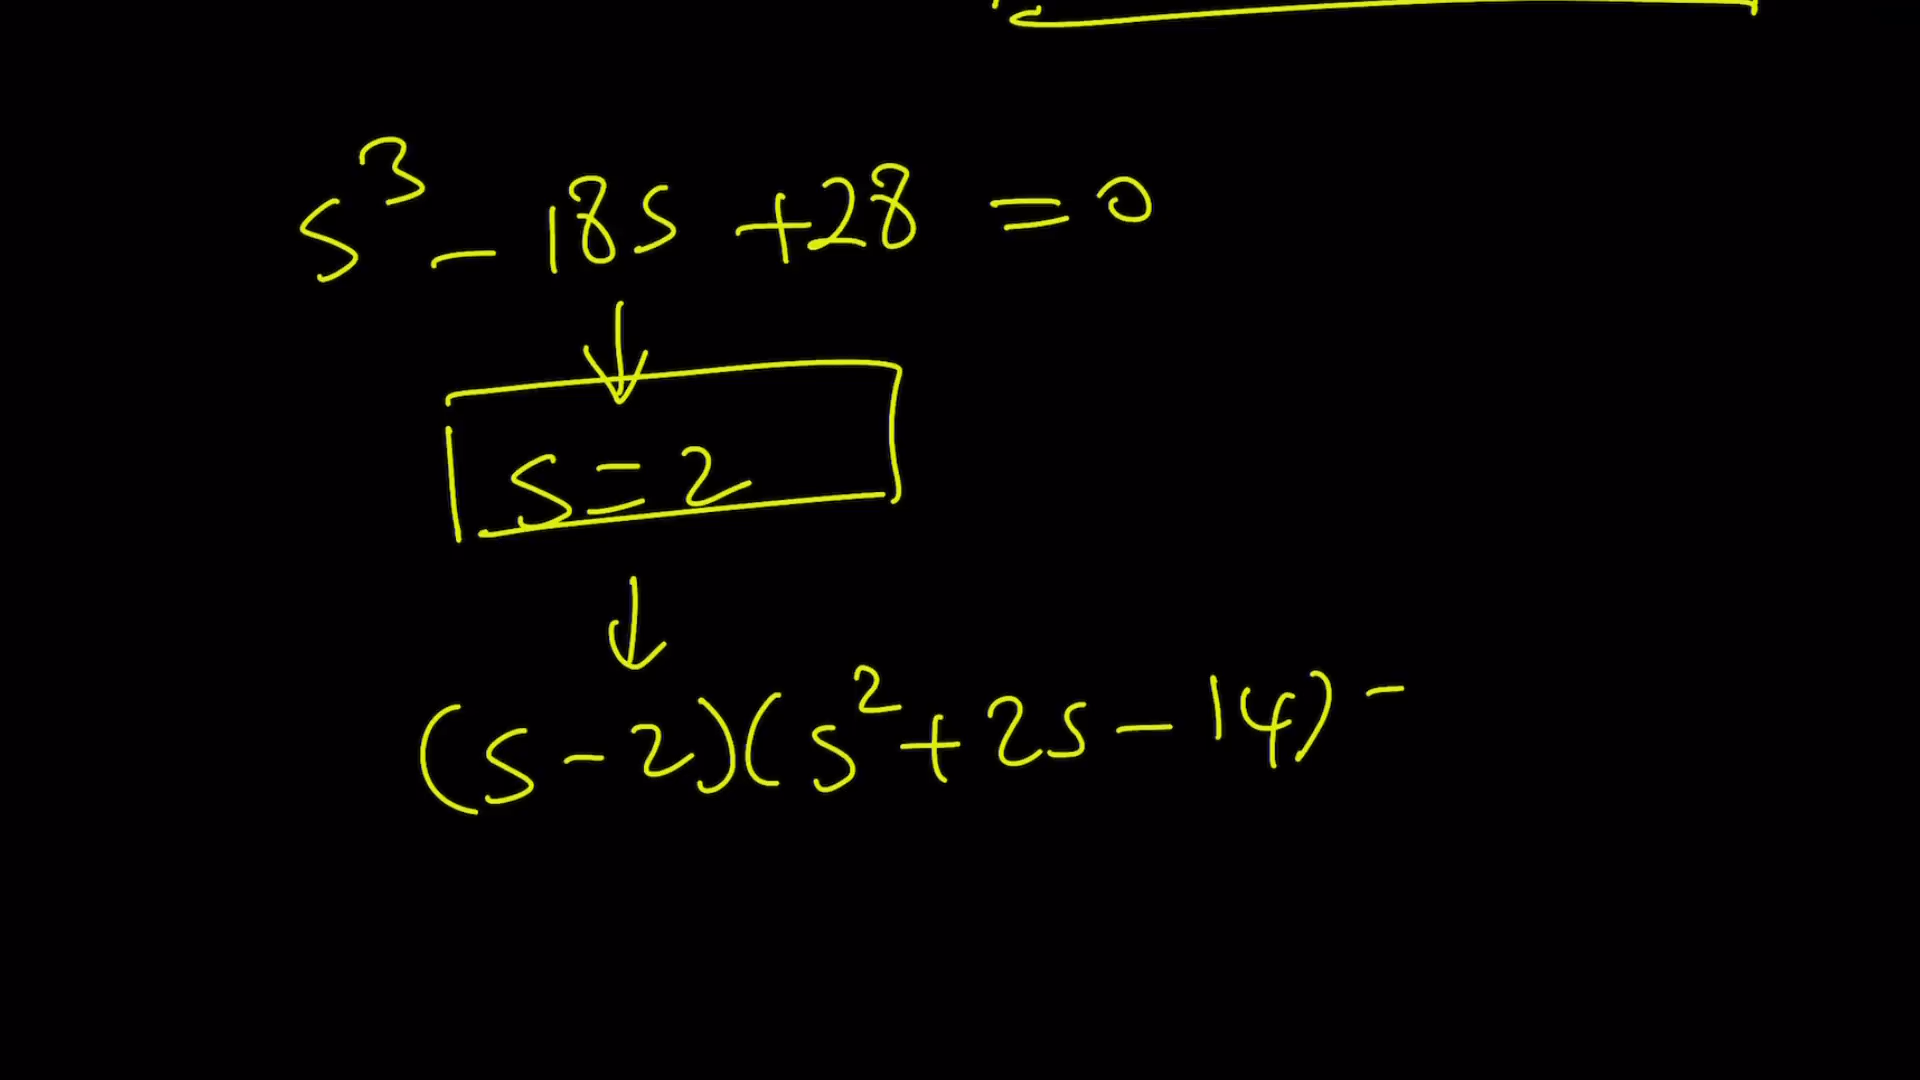 s³ - 18s + 28 = 0
s = 2
(s - 2)(s² + 2s - 14) -